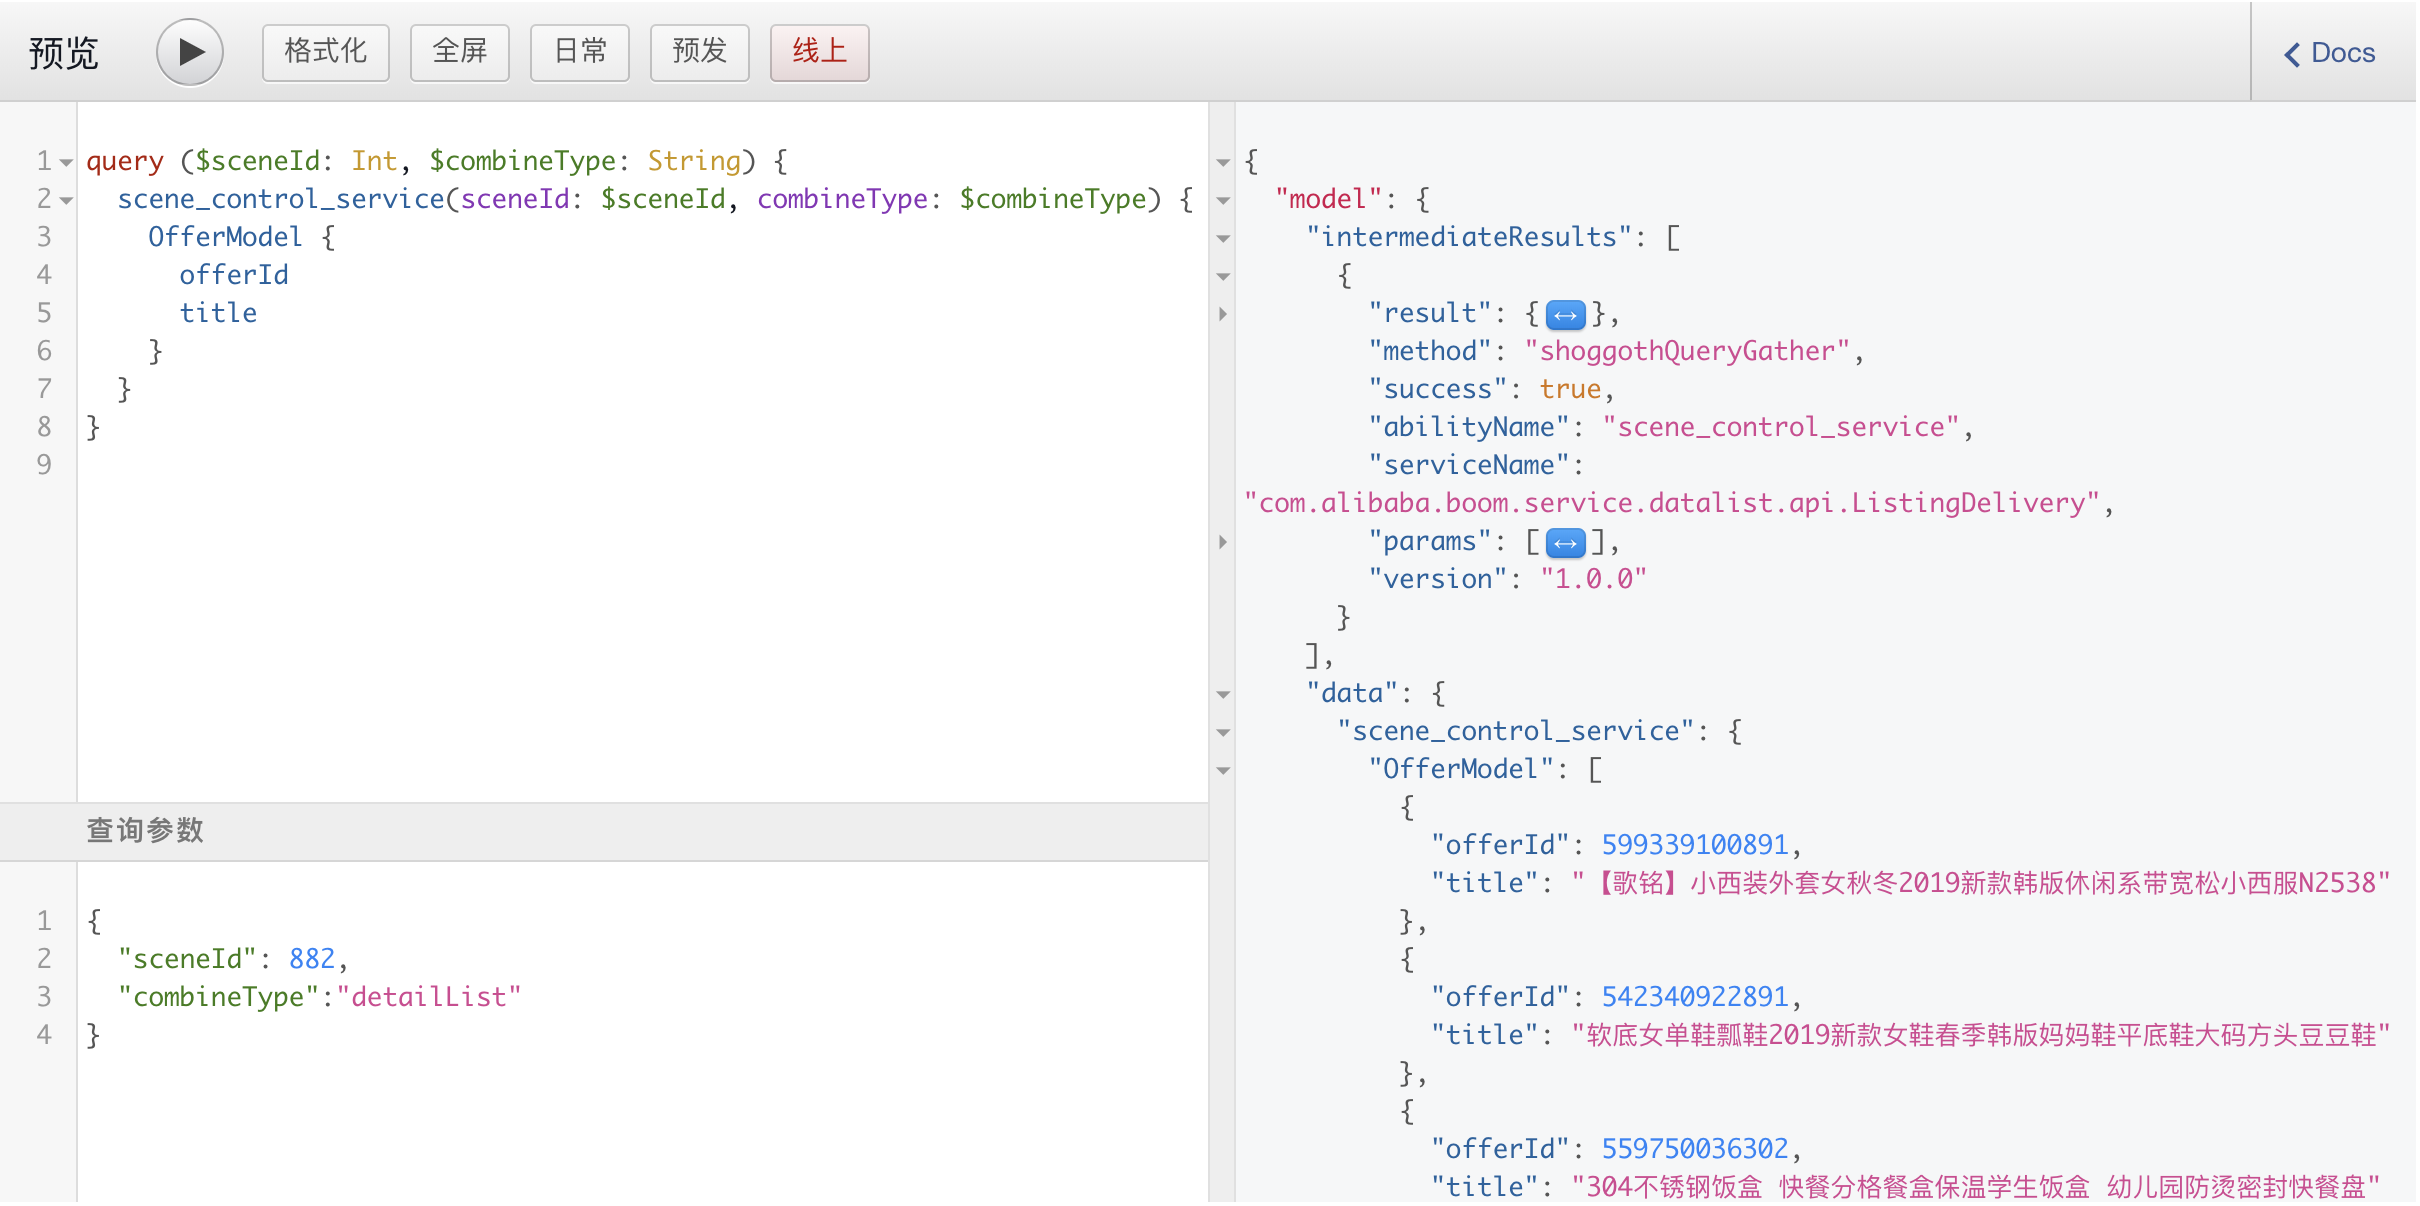 预览 格式化 全屏 日常 预发 线上 Docs
1 query ($sceneId: Int, $combineType: String) {
2 scene_control_service(sceneId: $sceneId, combineType: $combineType) {
3 OfferModel {
4 offerId
5 title
6 }
7 }
8 }
9
查询参数
1 {
2 "sceneId": 882,
3 "combineType":"detailList"
4 }
{
"model": {
"intermediateResults": [
{
"result": {↔},
"method": "shoggothQueryGather",
"success": true,
"abilityName": "scene_control_service",
"serviceName":
"com.alibaba.boom.service.datalist.api.ListingDelivery",
"params": [↔],
"version": "1.0.0"
}
],
"data": {
"scene_control_service": {
"OfferModel": [
{
"offerId": 599339100891,
"title": "【歌铭】小西装外套女秋冬2019新款韩版休闲系带宽松小西服N2538"
},
{
"offerId": 542340922891,
"title": "软底女单鞋瓢鞋2019新款女鞋春季韩版妈妈鞋平底鞋大码方头豆豆鞋"
},
{
"offerId": 559750036302,
"title": "304不锈钢饭盒 快餐分格餐盒保温学生饭盒 幼儿园防烫密封快餐盘"